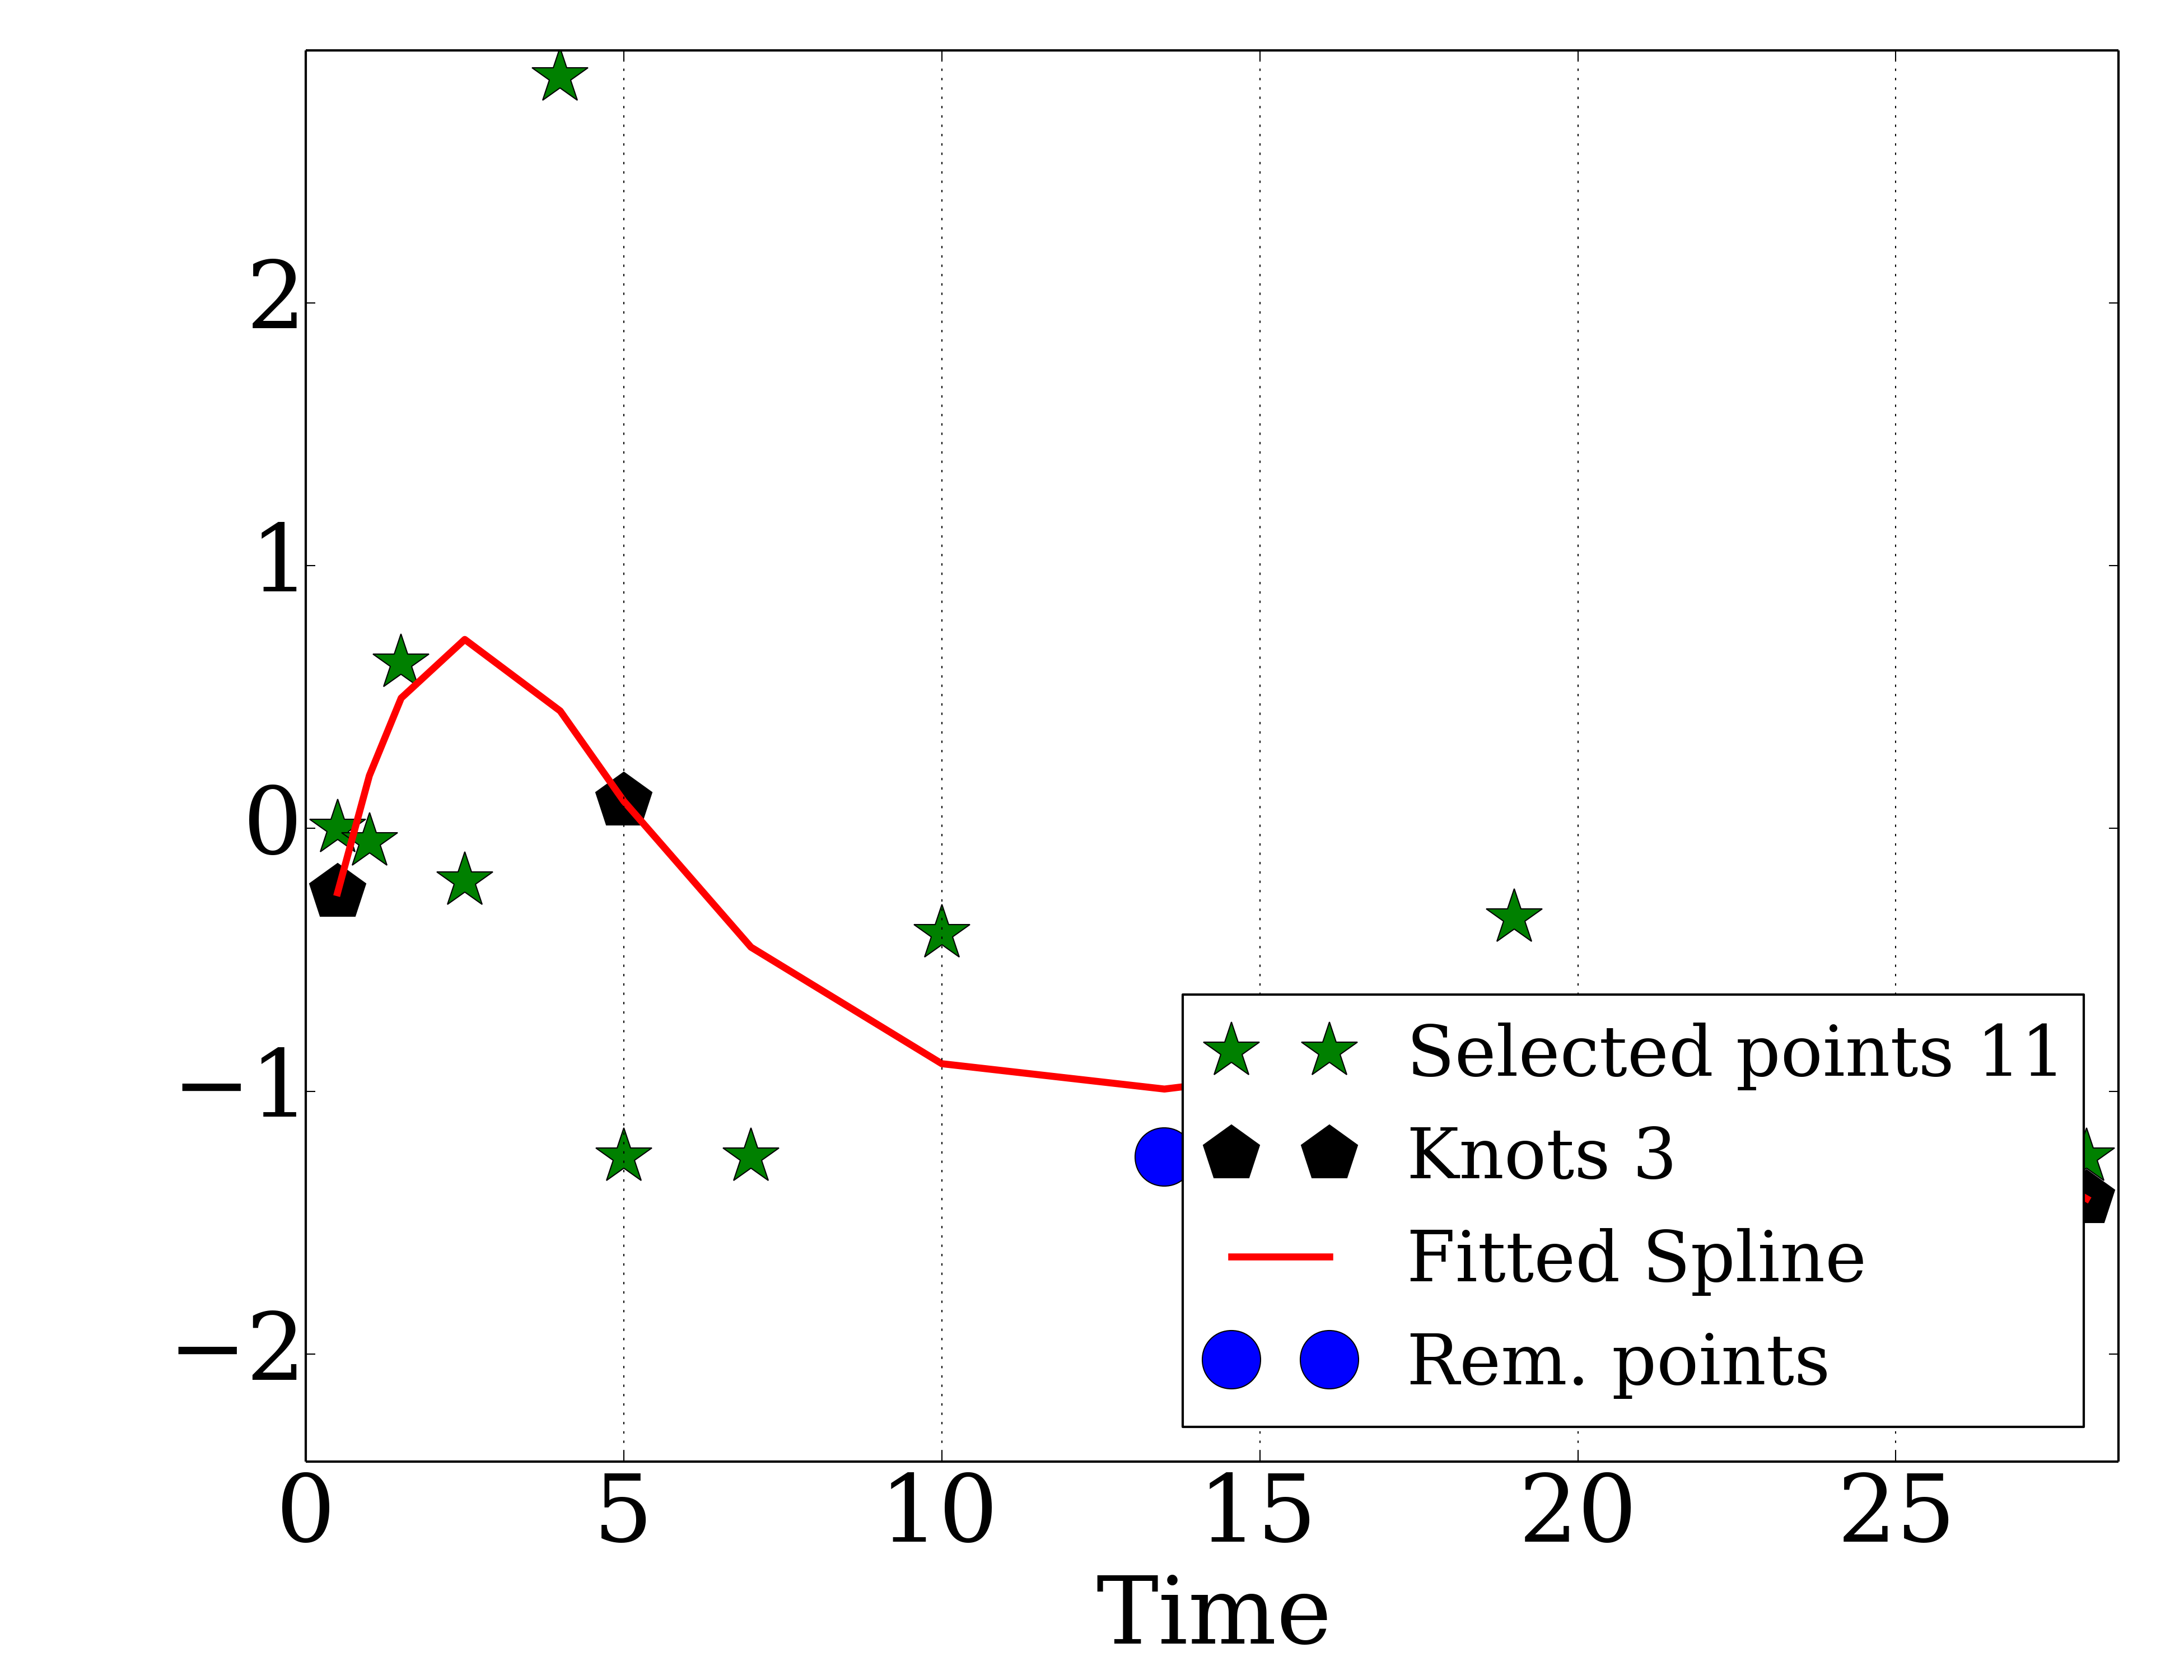 2
1
0
−1
−2
Selected points 11
Knots 3
Fitted Spline
Rem. points
0 5 10 15 20 25
Time